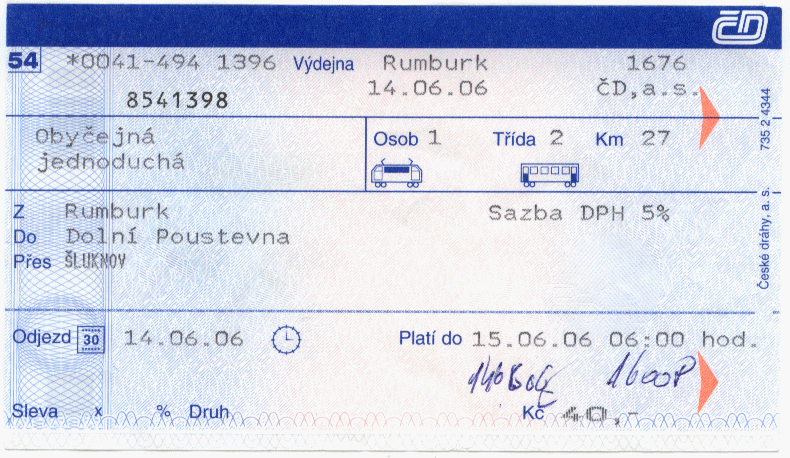 ČD
54 *0041-494 1396 Výdejna Rumburk 1676
8541398 14.06.06 ČD,a.s.
Obyčejná
jednoduchá
Osob 1 Třída 2 Km 27
Z Rumburk Sazba DPH 5%
Do Dolní Poustevna
Přes ŠLUKNOV
Odjezd 30 14.06.06 Platí do 15.06.06 06:00 hod.
Sleva x % Druh Kč 40,-
735 2 4344
České dráhy, a. s.